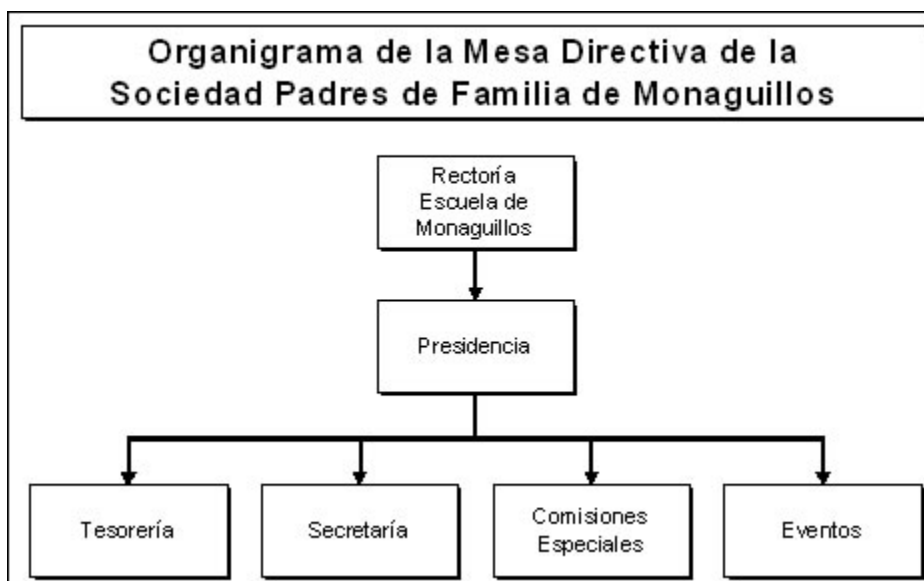 Organigrama de la Mesa Directiva de la
Sociedad Padres de Familia de Monaguillos
Rectoría
Escuela de
Monaguillos
Presidencia
Tesorería
Secretaría
Comisiones
Especiales
Eventos